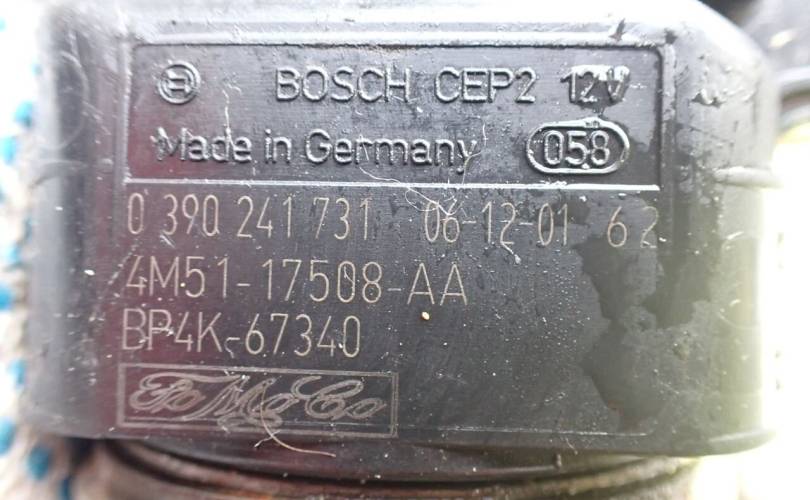 BOSCH CEP2 12V
Made in Germany 058
0 390 241 731 06-12-01 62
4M51-17508-AA
BP4K-67340
FoMoCo